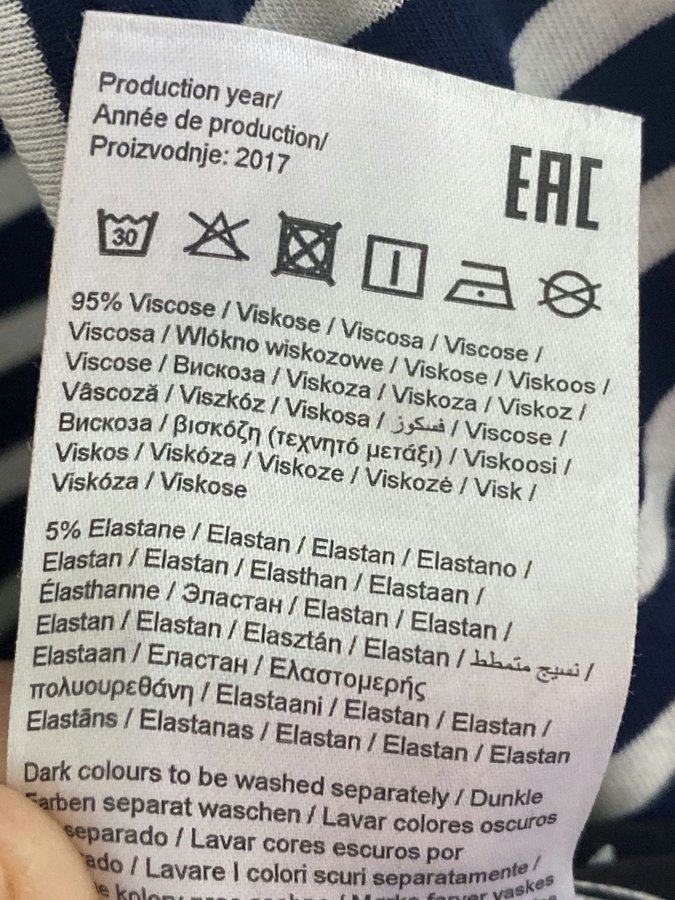 Production year/
Année de production/
Proizvodnje: 2017
EAC
30
95% Viscose / Viskose / Viscosa / Viscose /
Viscosa / Wlókno wiskozowe / Viskose / Viskoos /
Viscose / Вискоза / Viskoza / Viskoza / Viskoz /
Vâscoză / Viszkóz / Viskosa / فسكوز / Viscose /
Вискоза / βισκόζη (τεχνητό μετάξι) / Viskoosi /
Viskos / Viskóza / Viskoze / Viskozė / Visk /
Viskóza / Viskose
5% Elastane / Elastan / Elastan / Elastano /
Elastan / Elastan / Elasthan / Elastaan /
Élasthanne / Эластан / Elastan / Elastan /
Elastan / Elastan / Elasztán / Elastan / نسيج متمطط /
Elastaan / Еластан / Ελαστομερής
πολυουρεθάνη / Elastaani / Elastan / Elastan /
Elastāns / Elastanas / Elastan / Elastan / Elastan
Dark colours to be washed separately / Dunkle
Farben separat waschen / Lavar colores oscuros
separado / Lavar cores escuros por
/ Lavare I colori scuri separatamente /